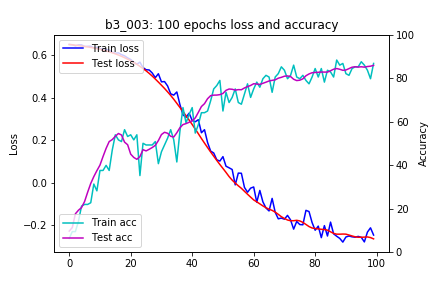 b3_003: 100 epochs loss and accuracy
Train loss
Test loss
Train acc
Test acc
Loss
0.6
0.4
0.2
0.0
−0.2
Accuracy
100
80
60
40
20
0
0
20
40
60
80
100